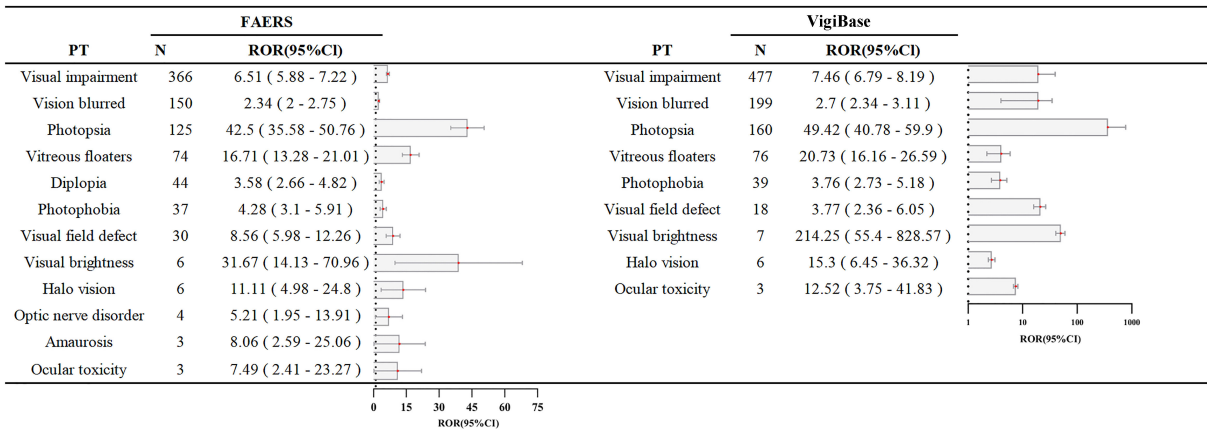 FAERS
PT N ROR(95%CI)
Visual impairment 366 6.51 ( 5.88 - 7.22 )
Vision blurred 150 2.34 ( 2 - 2.75 )
Photopsia 125 42.5 ( 35.58 - 50.76 )
Vitreous floaters 74 16.71 ( 13.28 - 21.01 )
Diplopia 44 3.58 ( 2.66 - 4.82 )
Photophobia 37 4.28 ( 3.1 - 5.91 )
Visual field defect 30 8.56 ( 5.98 - 12.26 )
Visual brightness 6 31.67 ( 14.13 - 70.96 )
Halo vision 6 11.11 ( 4.98 - 24.8 )
Optic nerve disorder 4 5.21 ( 1.95 - 13.91 )
Amaurosis 3 8.06 ( 2.59 - 25.06 )
Ocular toxicity 3 7.49 ( 2.41 - 23.27 )
0 15 30 45 60 75
ROR(95%CI)
VigiBase
PT N ROR(95%CI)
Visual impairment 477 7.46 ( 6.79 - 8.19 )
Vision blurred 199 2.7 ( 2.34 - 3.11 )
Photopsia 160 49.42 ( 40.78 - 59.9 )
Vitreous floaters 76 20.73 ( 16.16 - 26.59 )
Photophobia 39 3.76 ( 2.73 - 5.18 )
Visual field defect 18 3.77 ( 2.36 - 6.05 )
Visual brightness 7 214.25 ( 55.4 - 828.57 )
Halo vision 6 15.3 ( 6.45 - 36.32 )
Ocular toxicity 3 12.52 ( 3.75 - 41.83 )
1 10 100 1000
ROR(95%CI)